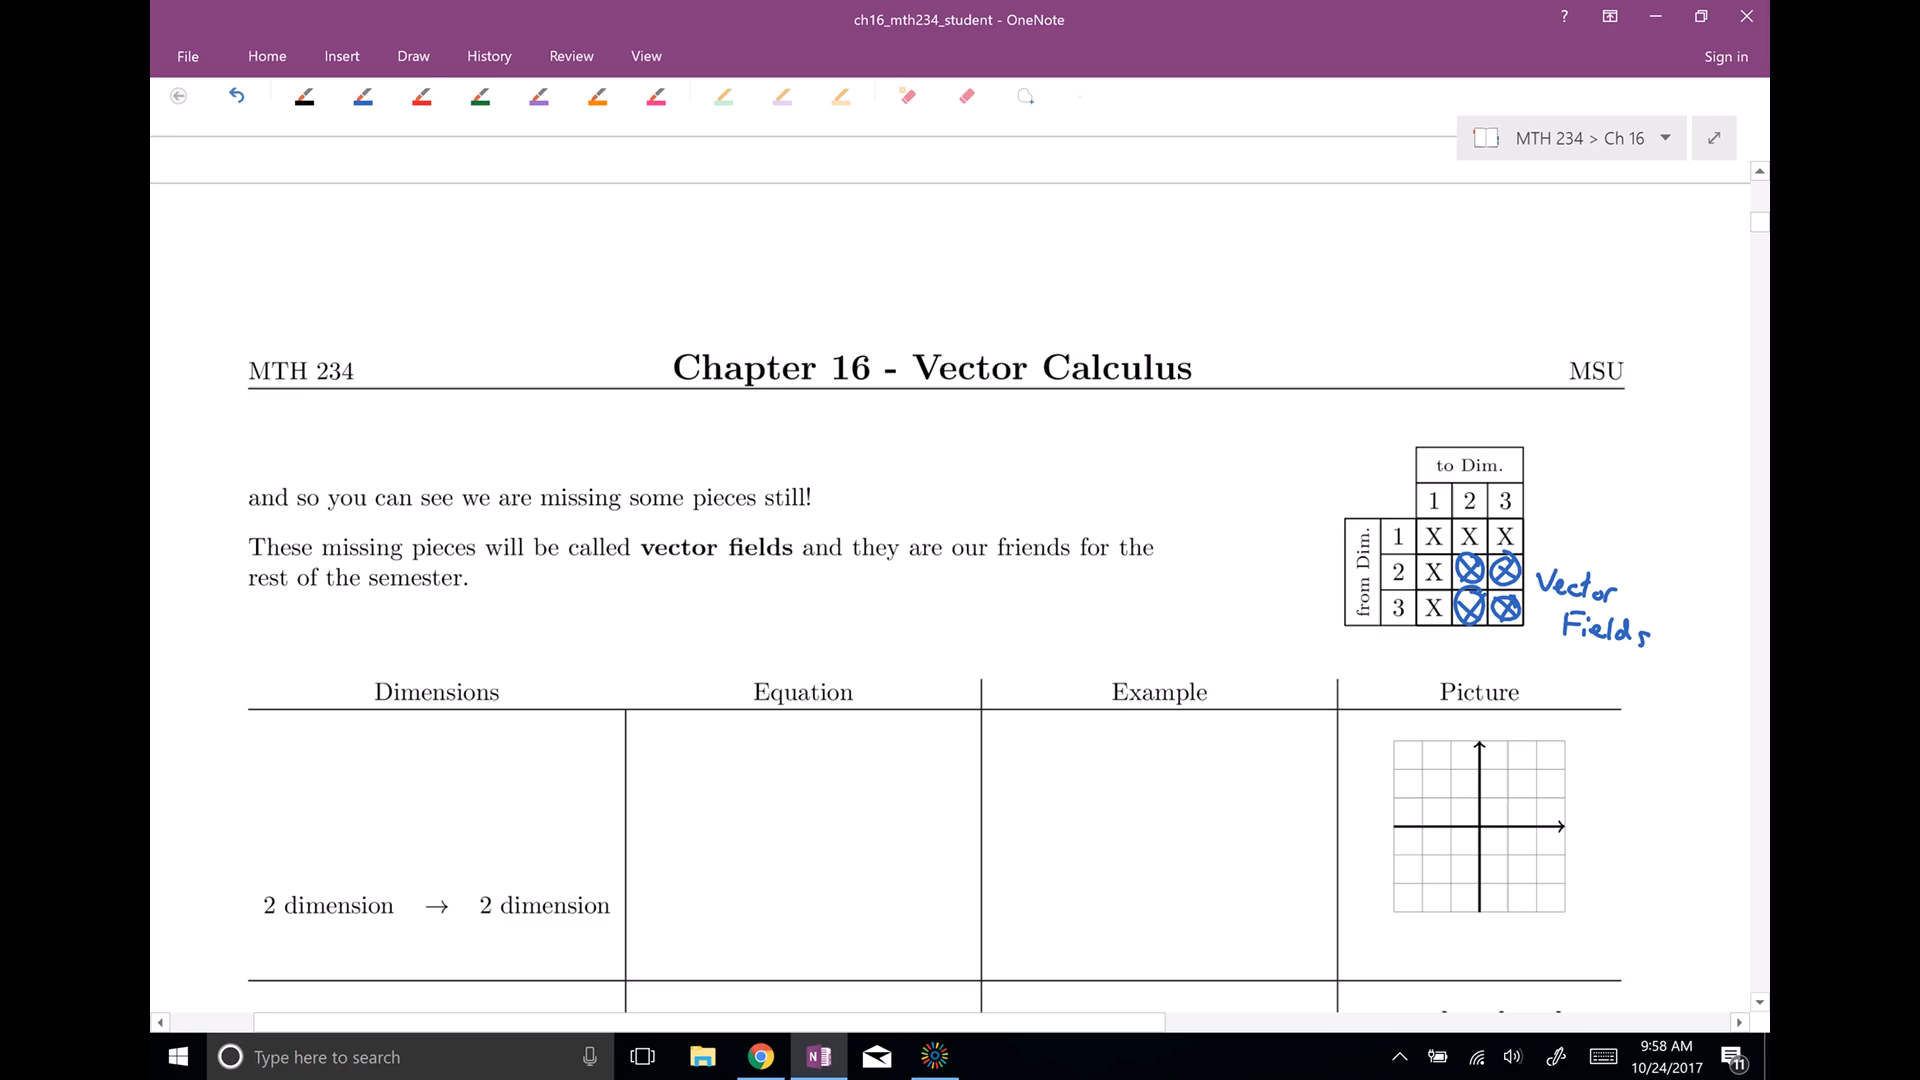 ch16_mth234_student - OneNote
?
File Home Insert Draw History Review View Sign in
MTH 234 > Ch 16
MTH 234 Chapter 16 - Vector Calculus MSU
and so you can see we are missing some pieces still!
These missing pieces will be called vector fields and they are our friends for the
rest of the semester.
to Dim.
1 2 3
from Dim.
1 X X X
2 X X X
3 X X X
Vector
Fields
Dimensions Equation Example Picture
2 dimension → 2 dimension
Type here to search
9:58 AM
10/24/2017
11